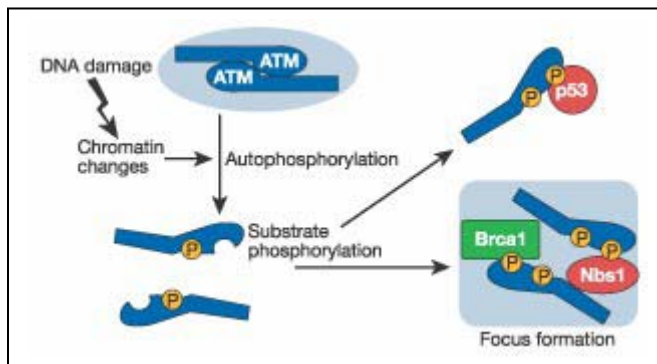 DNA damage
ATM
ATM
Chromatin
changes
Autophosphorylation
P
p53
P
Substrate
phosphorylation
P
P
Brca1
P
P
P
P
Nbs1
Focus formation